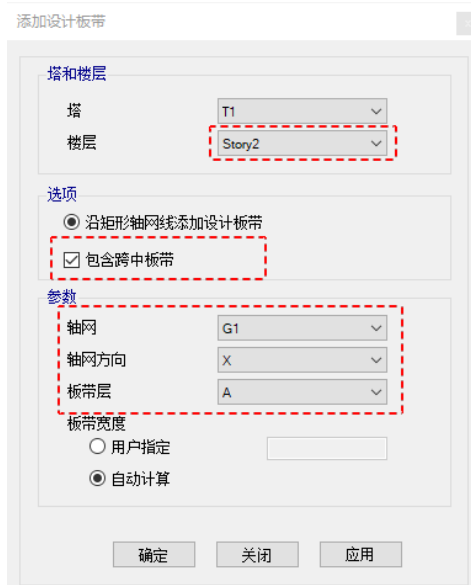 添加设计板带
塔和楼层
塔 T1
楼层 Story2
选项
沿矩形轴网线添加设计板带
包含跨中板带
参数
轴网 G1
轴网方向 X
板带层 A
板带宽度
用户指定
自动计算
确定 关闭 应用